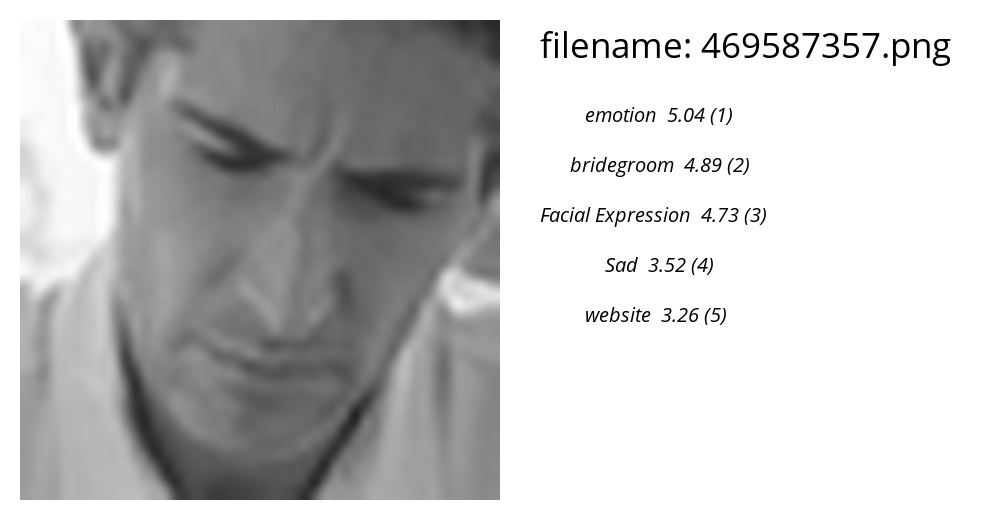 filename: 469587357.png
emotion 5.04 (1)
bridegroom 4.89 (2)
Facial Expression 4.73 (3)
Sad 3.52 (4)
website 3.26 (5)